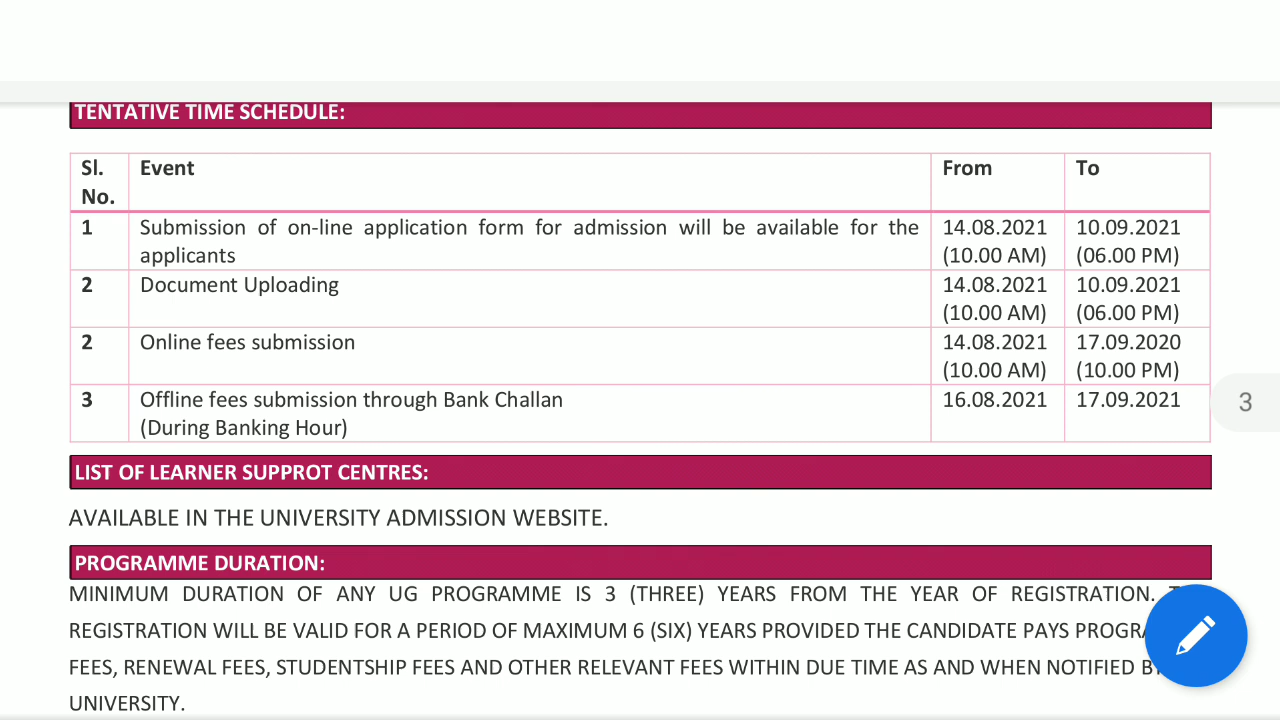 TENTATIVE TIME SCHEDULE:
Sl. No. Event From To
1 Submission of on-line application form for admission will be available for the applicants 14.08.2021 (10.00 AM) 10.09.2021 (06.00 PM)
2 Document Uploading 14.08.2021 (10.00 AM) 10.09.2021 (06.00 PM)
2 Online fees submission 14.08.2021 (10.00 AM) 17.09.2020 (10.00 PM)
3 Offline fees submission through Bank Challan (During Banking Hour) 16.08.2021 17.09.2021
3
LIST OF LEARNER SUPPROT CENTRES:
AVAILABLE IN THE UNIVERSITY ADMISSION WEBSITE.
PROGRAMME DURATION:
MINIMUM DURATION OF ANY UG PROGRAMME IS 3 (THREE) YEARS FROM THE YEAR OF REGISTRATION.
REGISTRATION WILL BE VALID FOR A PERIOD OF MAXIMUM 6 (SIX) YEARS PROVIDED THE CANDIDATE PAYS
FEES, RENEWAL FEES, STUDENTSHIP FEES AND OTHER RELEVANT FEES WITHIN DUE TIME AS AND WHEN NOTIFIED
UNIVERSITY.